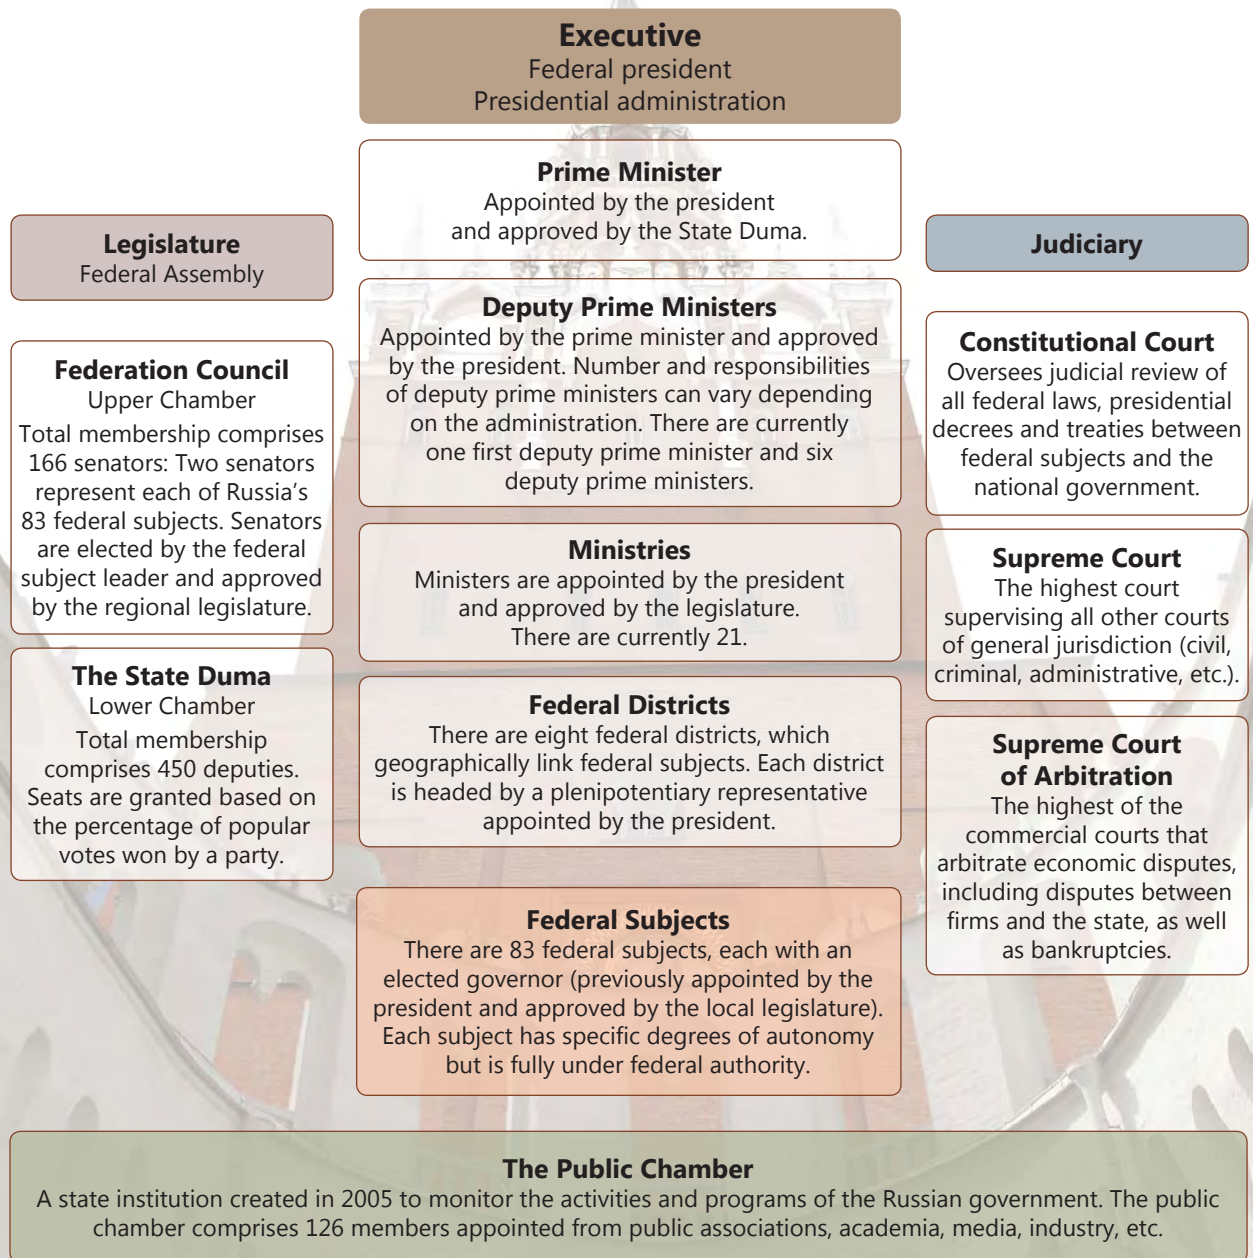 Executive
Federal president
Presidential administration
Prime Minister
Appointed by the president
and approved by the State Duma.
Legislature
Federal Assembly
Judiciary
Deputy Prime Ministers
Appointed by the prime minister and approved
by the president. Number and responsibilities
of deputy prime ministers can vary depending
on the administration. There are currently
one first deputy prime minister and six
deputy prime ministers.
Federation Council
Upper Chamber
Total membership comprises
166 senators: Two senators
represent each of Russia's
83 federal subjects. Senators
are elected by the federal
subject leader and approved
by the regional legislature.
Constitutional Court
Oversees judicial review of
all federal laws, presidential
decrees and treaties between
federal subjects and the
national government.
Ministries
Ministers are appointed by the president
and approved by the legislature.
There are currently 21.
Supreme Court
The highest court
supervising all other courts
of general jurisdiction (civil,
criminal, administrative, etc.).
The State Duma
Lower Chamber
Total membership
comprises 450 deputies.
Seats are granted based on
the percentage of popular
votes won by a party.
Federal Districts
There are eight federal districts, which
geographically link federal subjects. Each district
is headed by a plenipotentiary representative
appointed by the president.
Supreme Court
of Arbitration
The highest of the
commercial courts that
arbitrate economic disputes,
including disputes between
firms and the state, as well
as bankruptcies.
Federal Subjects
There are 83 federal subjects, each with an
elected governor (previously appointed by the
president and approved by the local legislature).
Each subject has specific degrees of autonomy
but is fully under federal authority.
The Public Chamber
A state institution created in 2005 to monitor the activities and programs of the Russian government. The public
chamber comprises 126 members appointed from public associations, academia, media, industry, etc.